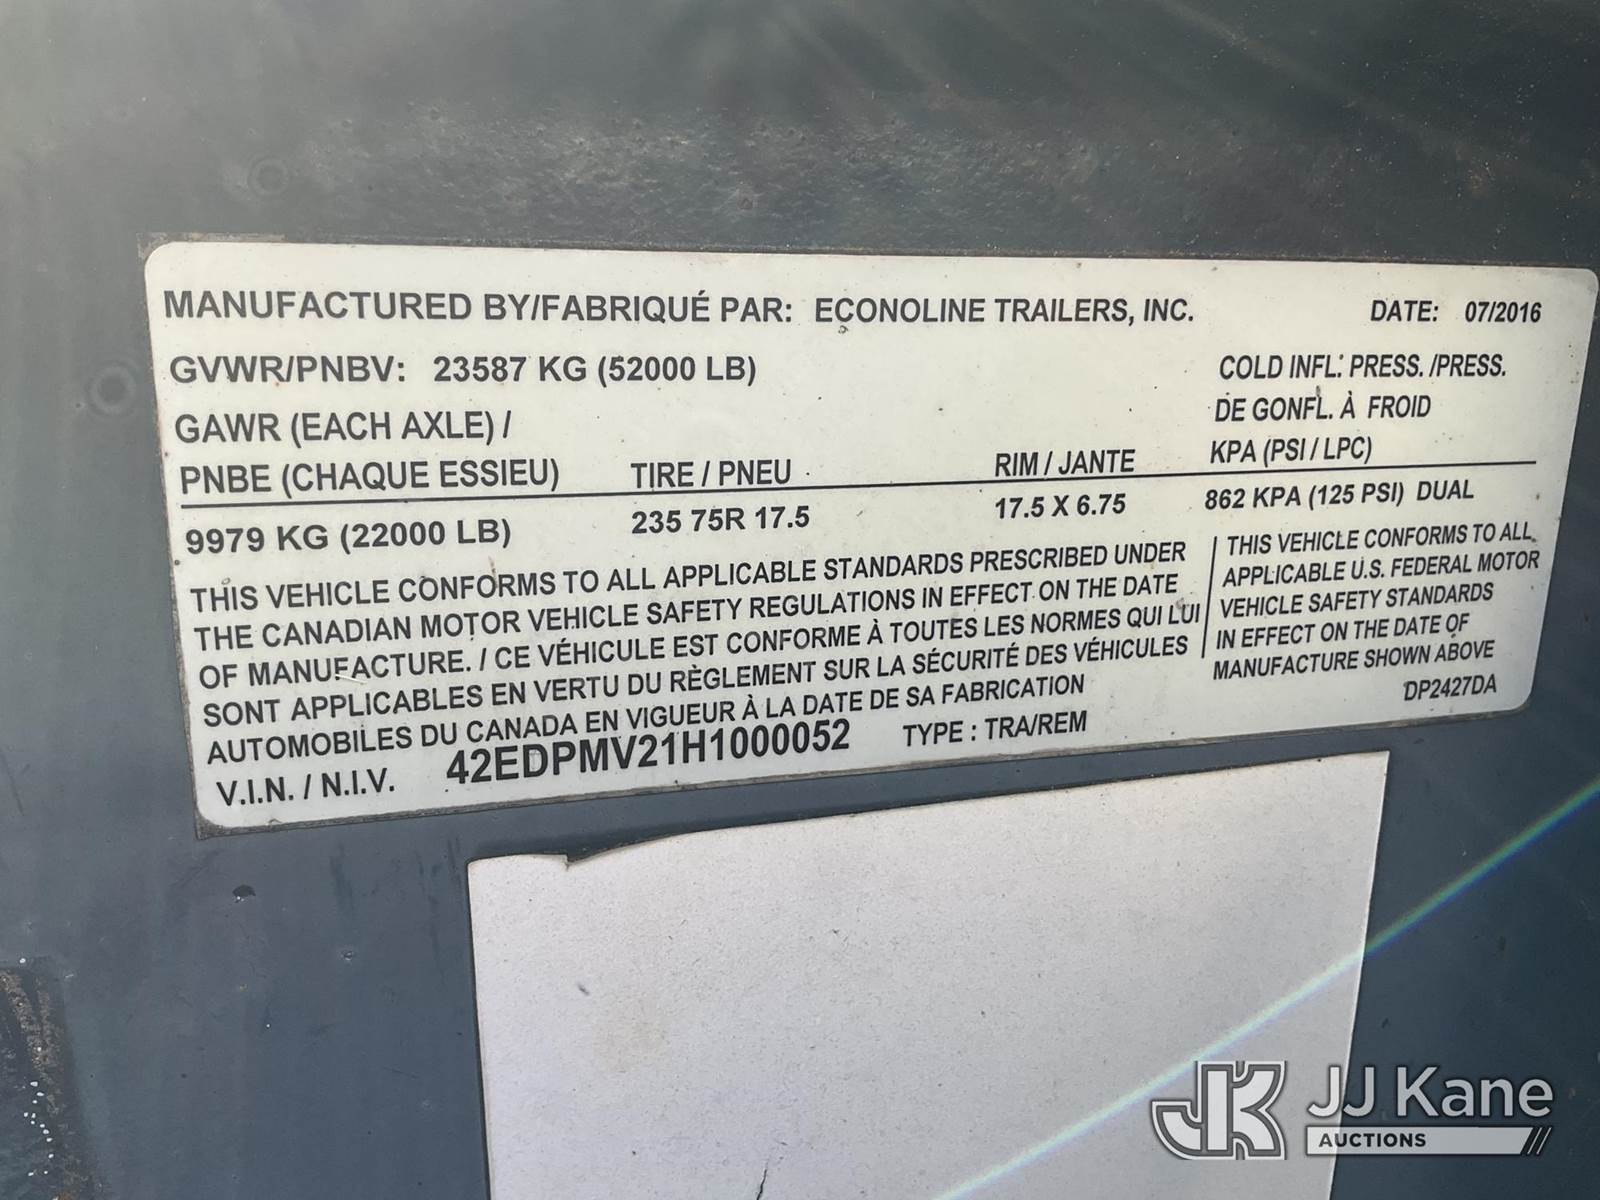 MANUFACTURED BY/FABRIQUÉ PAR: ECONOLINE TRAILERS, INC. DATE: 07/2016
GVWR/PNBV: 23587 KG (52000 LB)
COLD INFL. PRESS. /PRESS.
DE GONFL. À FROID
KPA (PSI / LPC)
GAWR (EACH AXLE) /
PNBE (CHAQUE ESSIEU) TIRE / PNEU RIM / JANTE
9979 KG (22000 LB) 235 75R 17.5 17.5 X 6.75 862 KPA (125 PSI) DUAL
THIS VEHICLE CONFORMS TO ALL APPLICABLE STANDARDS PRESCRIBED UNDER
THE CANADIAN MOTOR VEHICLE SAFETY REGULATIONS IN EFFECT ON THE DATE
OF MANUFACTURE. / CE VÉHICULE EST CONFORME À TOUTES LES NORMES QUI LUI
SONT APPLICABLES EN VERTU DU RÈGLEMENT SUR LA SÉCURITÉ DES VÉHICULES
AUTOMOBILES DU CANADA EN VIGUEUR À LA DATE DE SA FABRICATION
THIS VEHICLE CONFORMS TO ALL
APPLICABLE U.S. FEDERAL MOTOR
VEHICLE SAFETY STANDARDS
IN EFFECT ON THE DATE OF
MANUFACTURE SHOWN ABOVE
DP2427DA
V.I.N. / N.I.V. 42EDPMV21H1000052 TYPE : TRA/REM
JK JJ Kane
AUCTIONS